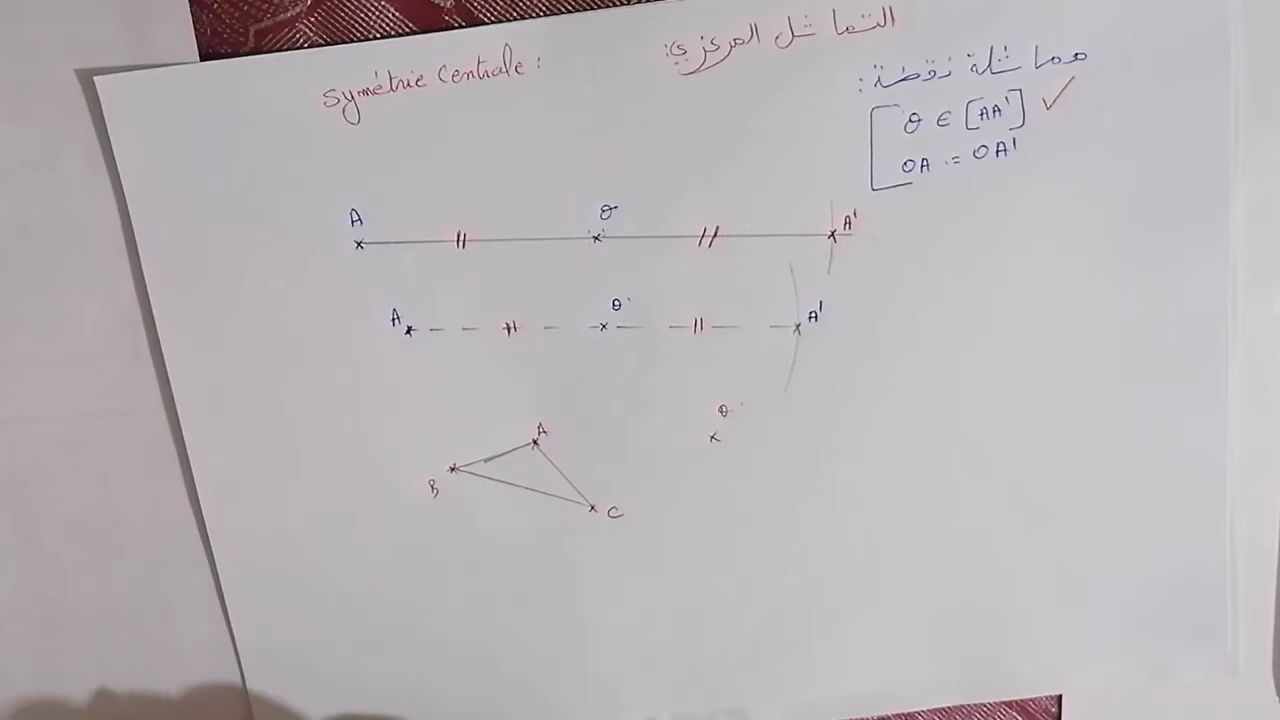 Symétrie Centrale :
التماثل المركزي:
مماثلة نقطة :
O ∈ [AA']
OA = OA'
A O A'
A O A'
O
A
B
C